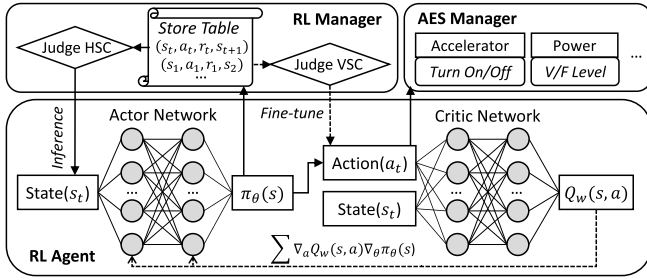 RL Manager
Store Table
(s_t, a_t, r_t, s_{t+1})
(s_1, a_1, r_1, s_2)
...
Judge HSC
Judge VSC
AES Manager
Accelerator
Power
Turn On/Off
V/F Level
...
Inference
Fine-tune
Actor Network
Critic Network
State(s_t)
...
...
π_θ(s)
Action(a_t)
State(s_t)
...
...
Q_w(s, a)
RL Agent
∑ ∇_a Q_w(s, a)∇_θ π_θ(s)